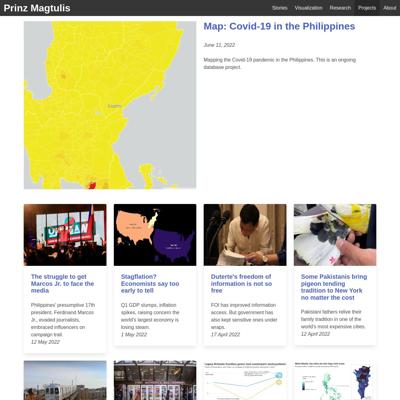 Prinz Magtulis
Stories Visualization Research Projects About
Map: Covid-19 in the Philippines
June 11, 2022
Mapping the Covid-19 pandemic in the Philippines. This is an ongoing
database project.
The struggle to get
Marcos Jr. to face the
media
Philippines' presumptive 17th
president, Ferdinand Marcos
Jr., evaded journalists,
embraced influencers on
campaign trail.
12 May 2022
Stagflation?
Economists say too
early to tell
Q1 GDP slumps, inflation
spikes, raising concern the
world's largest economy is
losing steam.
1 May 2022
Duterte's freedom of
information is not so
free
FOI has improved information
access. But government has
also kept sensitive ones under
wraps.
17 April 2022
Some Pakistanis bring
pigeon tending
tradition to New York
no matter the cost
Pakistani fathers relive their
family tradition in one of the
world's most expensive cities.
12 April 2022